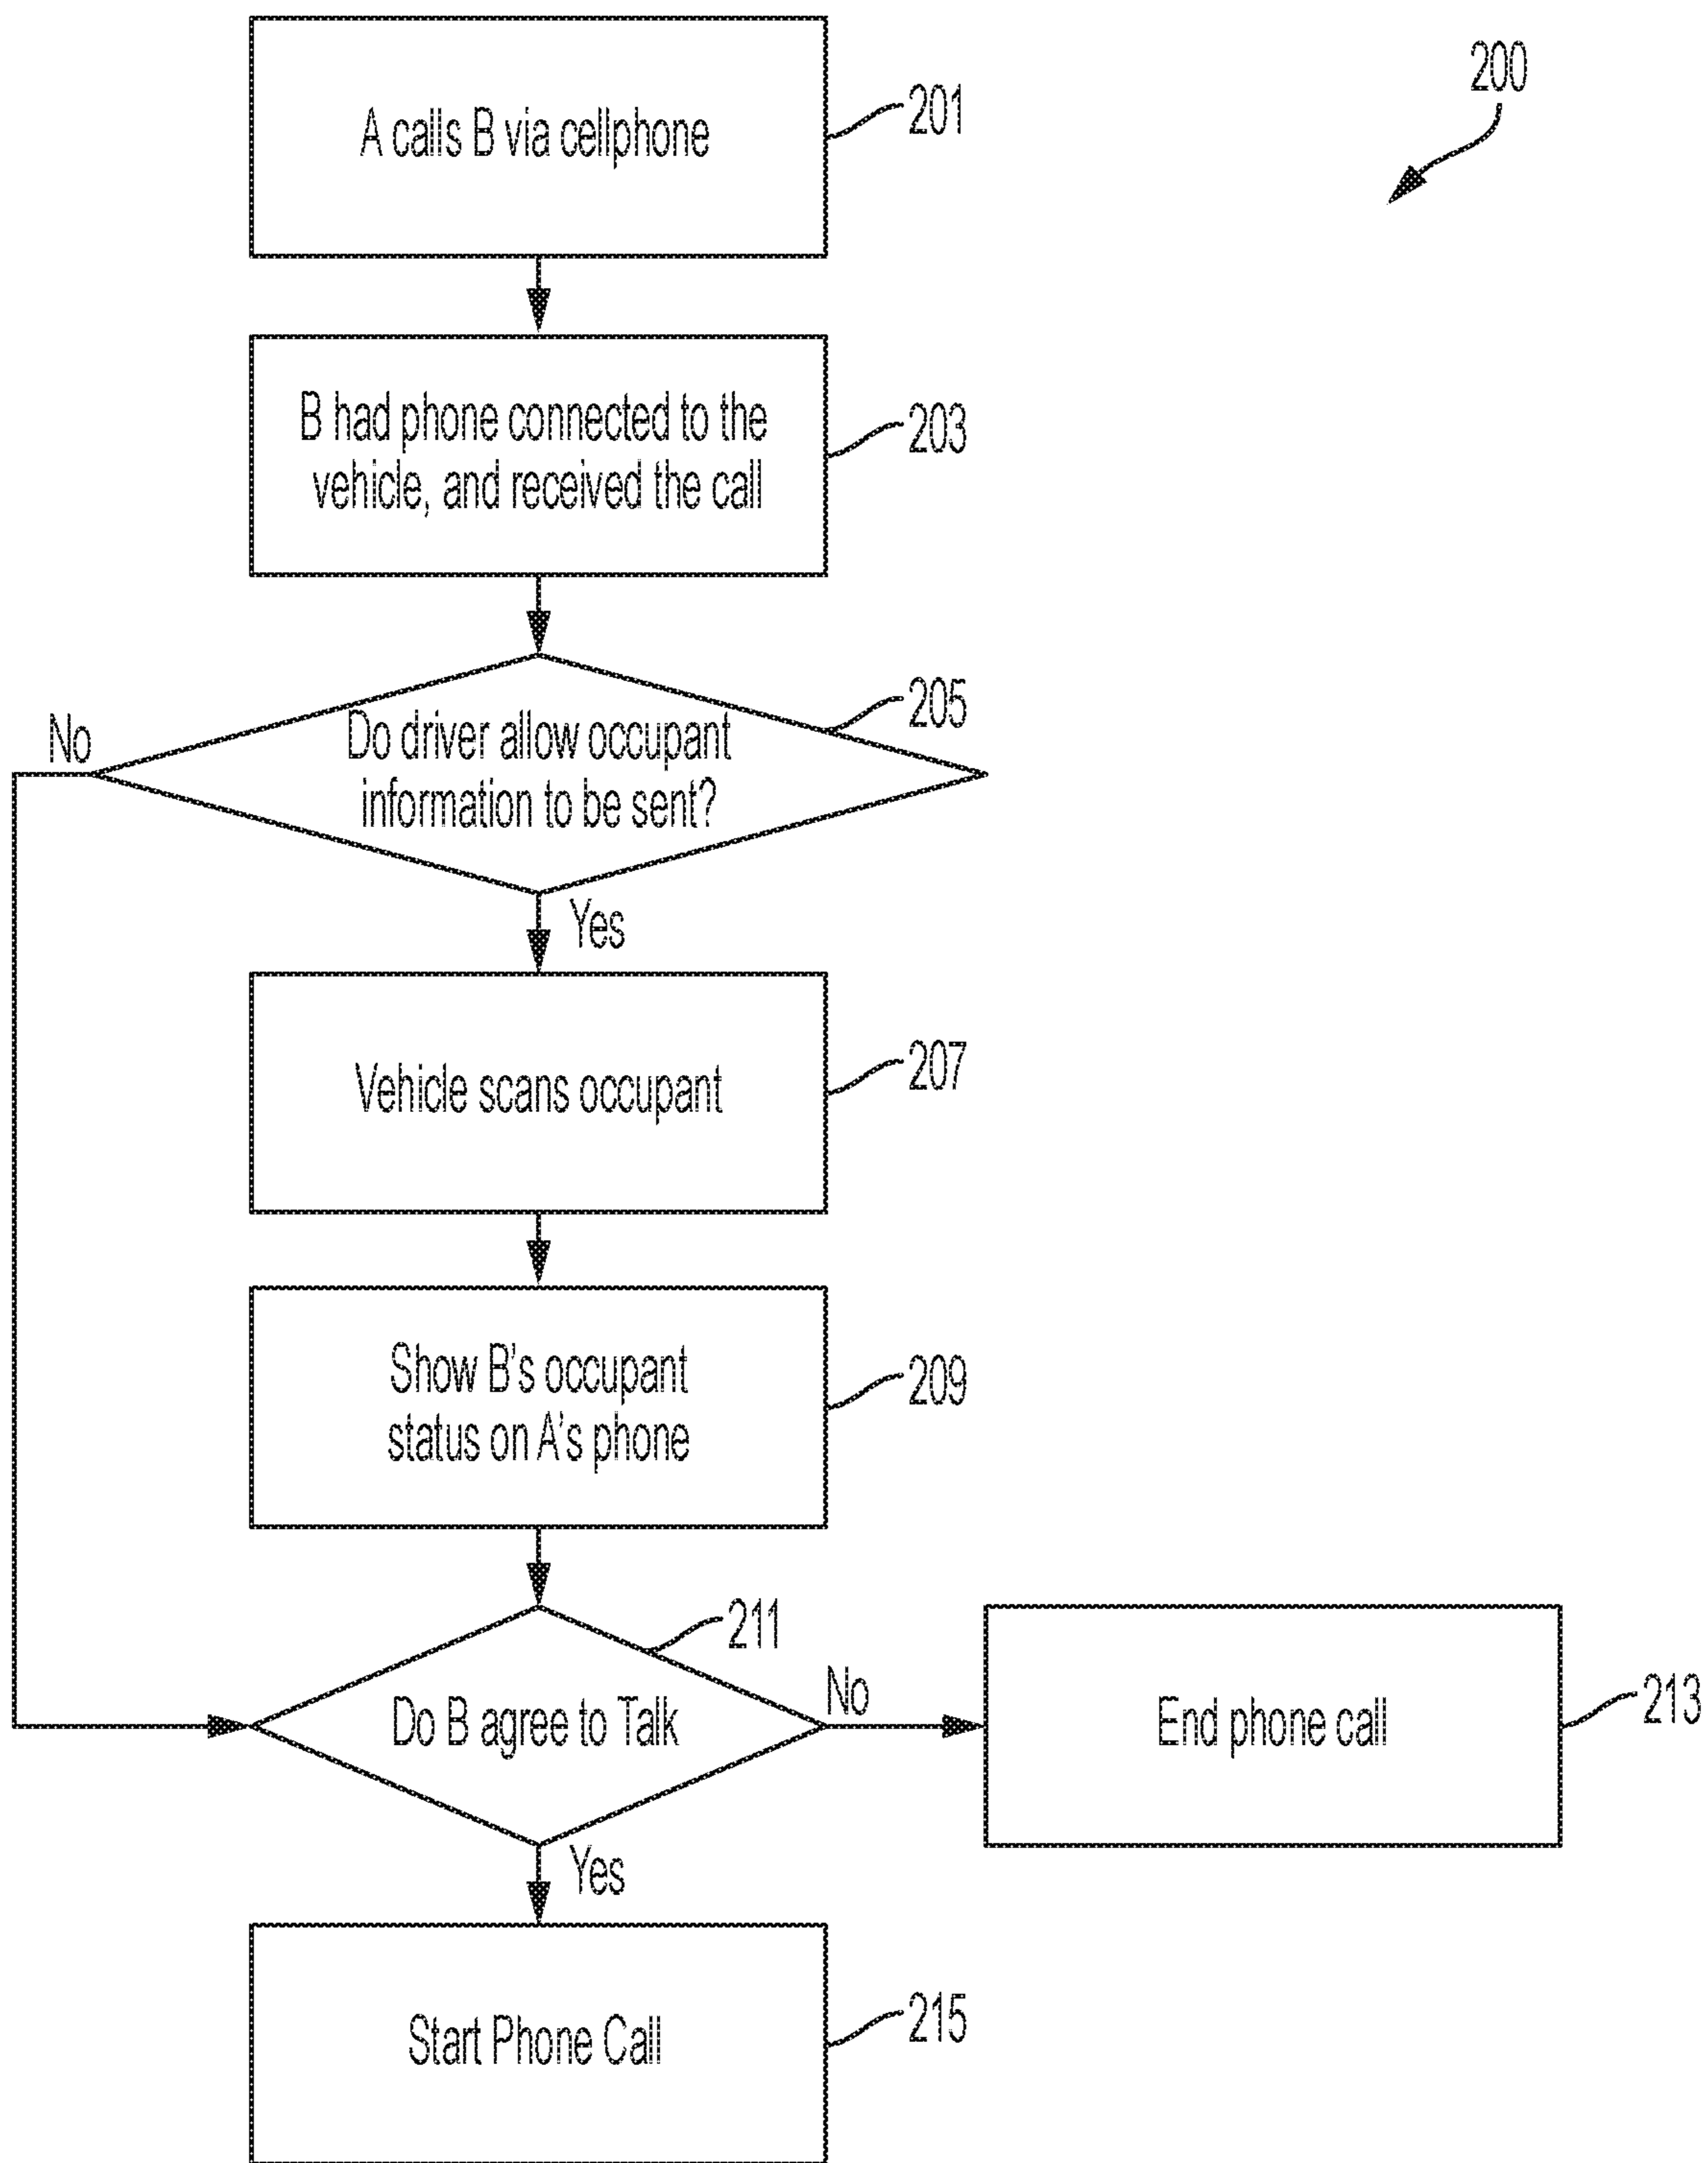 200
A calls B via cellphone
201
B had phone connected to the
vehicle, and received the call
203
No
Do driver allow occupant
information to be sent?
205
Yes
Vehicle scans occupant
207
Show B's occupant
status on A's phone
209
Do B agree to Talk
211
No
End phone call
213
Yes
Start Phone Call
215